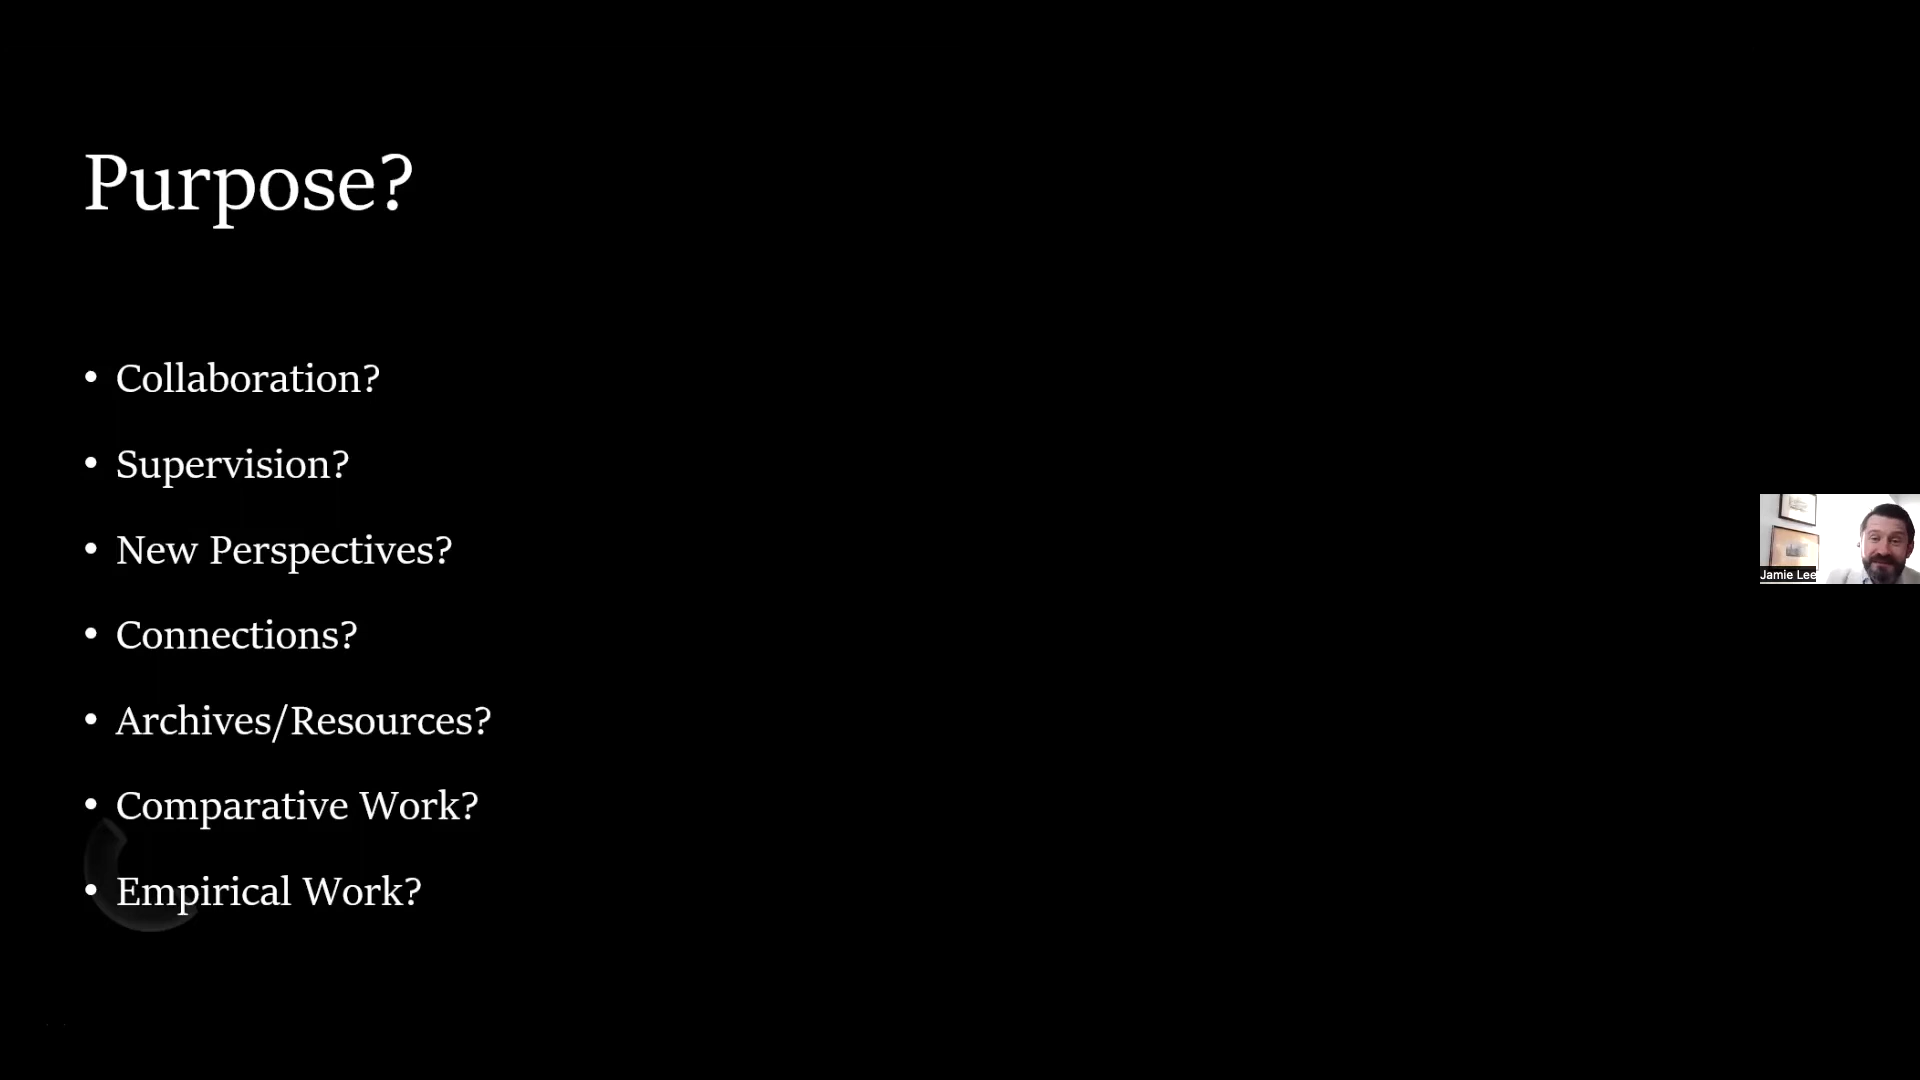 Purpose?
• Collaboration?
• Supervision?
• New Perspectives?
• Connections?
• Archives/Resources?
• Comparative Work?
• Empirical Work?
Jamie Lee